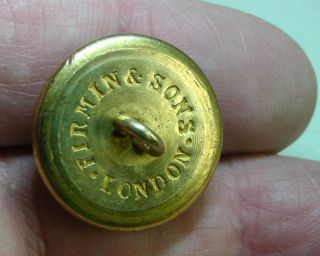 FIRMIN & SONS
· LONDON ·